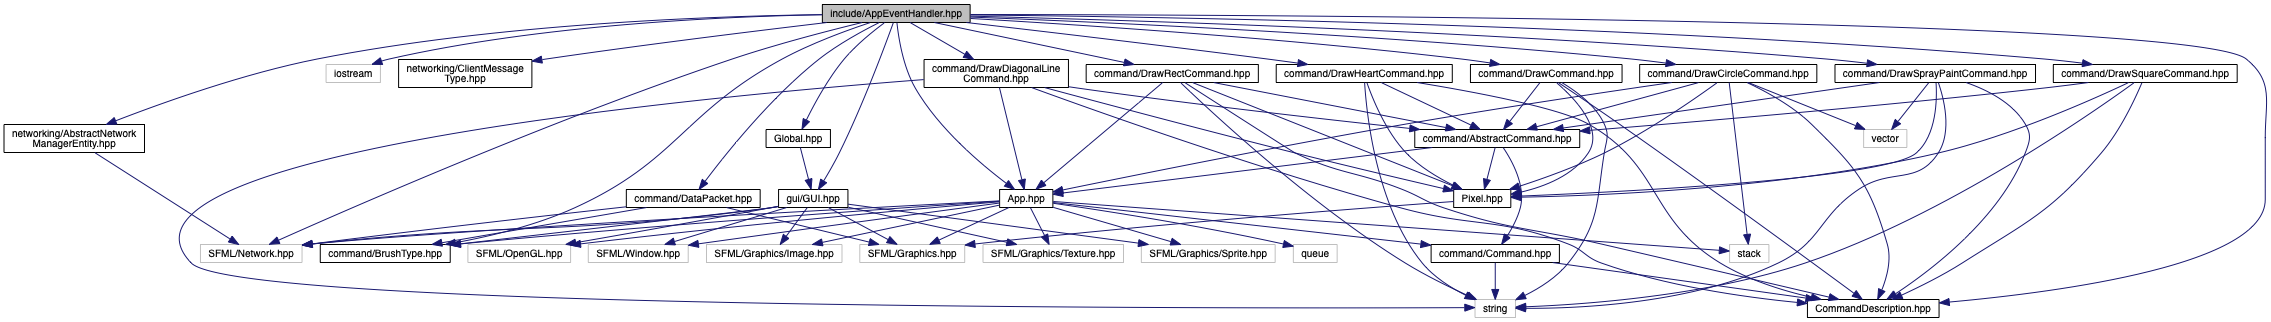 include/AppEventHandler.hpp
iostream
networking/ClientMessage
Type.hpp
command/DrawDiagonalLine
Command.hpp
command/DrawRectCommand.hpp
command/DrawHeartCommand.hpp
command/DrawCommand.hpp
command/DrawCircleCommand.hpp
command/DrawSprayPaintCommand.hpp
command/DrawSquareCommand.hpp
networking/AbstractNetwork
ManagerEntity.hpp
Global.hpp
command/AbstractCommand.hpp
vector
command/DataPacket.hpp
gui/GUI.hpp
App.hpp
Pixel.hpp
SFML/Network.hpp
command/BrushType.hpp
SFML/OpenGL.hpp
SFML/Window.hpp
SFML/Graphics/Image.hpp
SFML/Graphics.hpp
SFML/Graphics/Texture.hpp
SFML/Graphics/Sprite.hpp
queue
command/Command.hpp
stack
string
CommandDescription.hpp